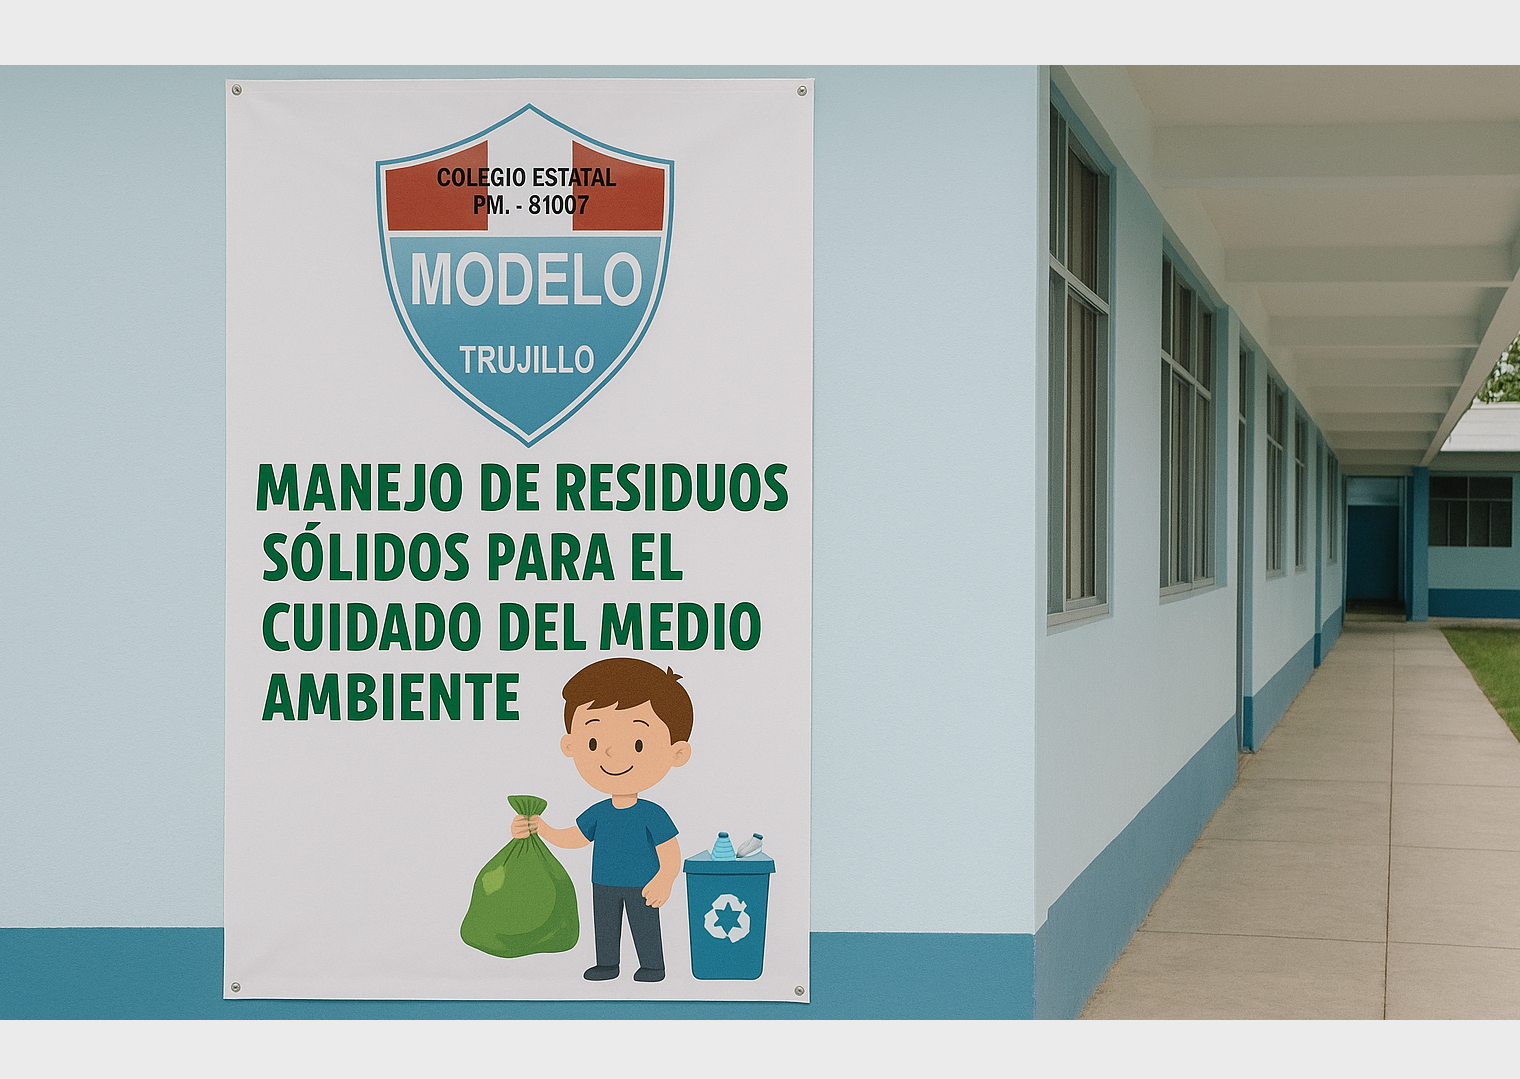 COLEGIO ESTATAL
PM. - 81007
MODELO
TRUJILLO
MANEJO DE RESIDUOS
SÓLIDOS PARA EL
CUIDADO DEL MEDIO
AMBIENTE